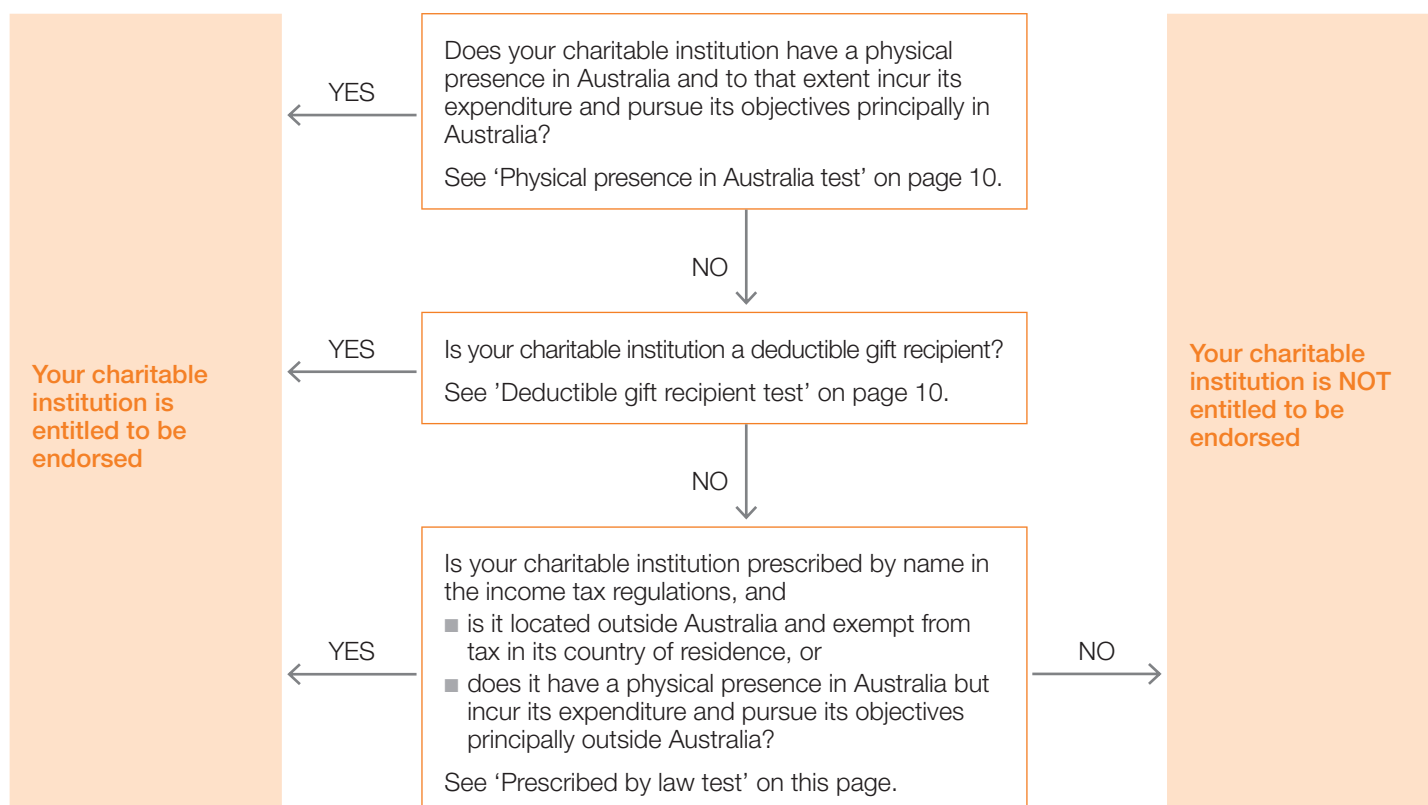 Does your charitable institution have a physical
presence in Australia and to that extent incur its
expenditure and pursue its objectives principally in
Australia?
See ‘Physical presence in Australia test’ on page 10.
YES
NO
Is your charitable institution a deductible gift recipient?
See ’Deductible gift recipient test’ on page 10.
YES
NO
Is your charitable institution prescribed by name in
the income tax regulations, and
■ is it located outside Australia and exempt from
tax in its country of residence, or
■ does it have a physical presence in Australia but
incur its expenditure and pursue its objectives
principally outside Australia?
See ‘Prescribed by law test’ on this page.
YES
NO
Your charitable
institution is
entitled to be
endorsed
Your charitable
institution is NOT
entitled to be
endorsed